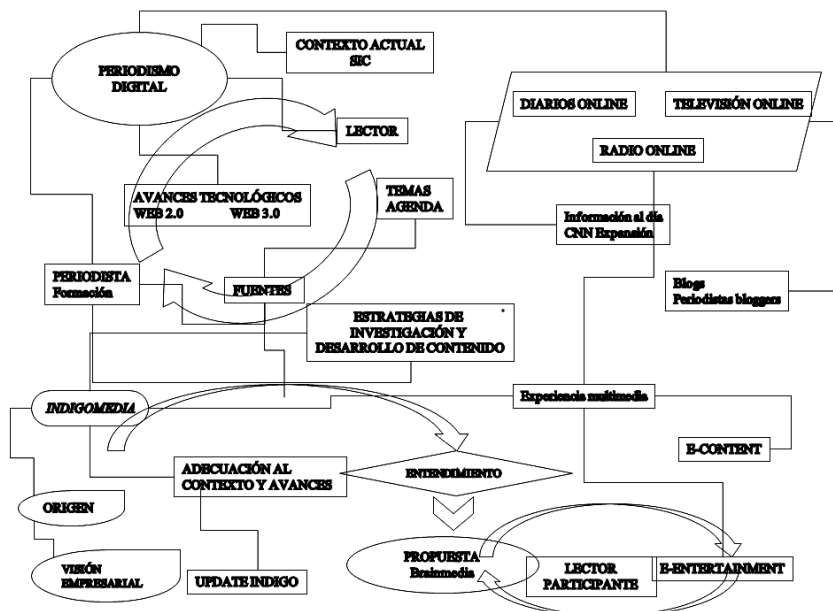 PERIODISMO
DIGITAL
CONTEXTO ACTUAL
SIC
LECTOR
DIARIOS ONLINE
TELEVISIÓN ONLINE
RADIO ONLINE
AVANCES TECNOLÓGICOS
WEB 2.0 WEB 3.0
TEMAS
AGENDA
Información al día
CNN Expansión
PERIODISTA
Formación
FUENTES
Blogs
Periodistas bloggers
ESTRATEGIAS DE
INVESTIGACIÓN Y
DESARROLLO DE CONTENIDO
INDIGOMEDIA
Experiencia multimedia
E-CONTENT
ADECUACIÓN AL
CONTEXTO Y AVANCES
ENTENDIMIENTO
ORIGEN
VISIÓN
EMPRESARIAL
UPDATE INDIGO
PROPUESTA
Brainmedia
LECTOR
PARTICIPANTE
E-ENTERTAINMENT